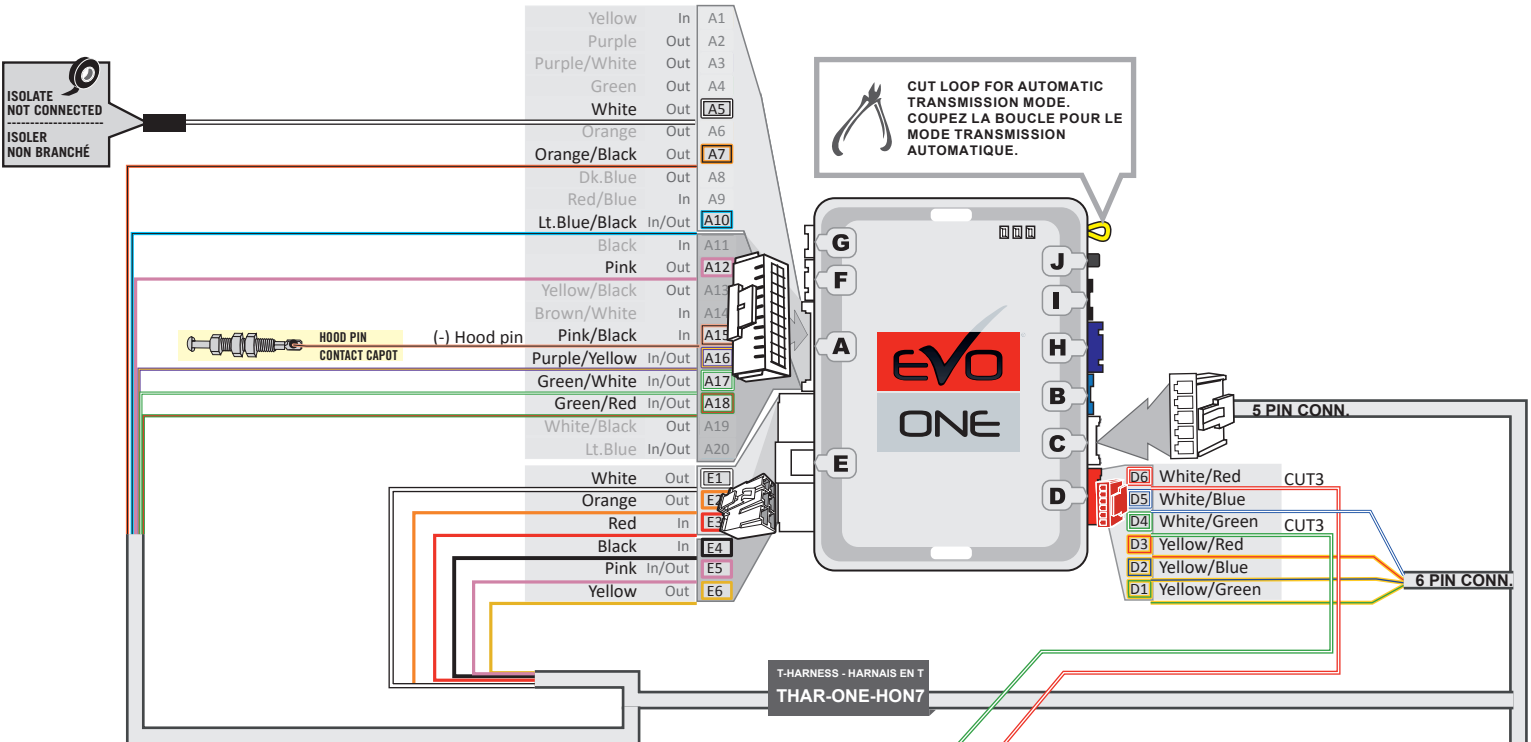 Yellow In A1
Purple Out A2
Purple/White Out A3
Green Out A4
White Out A5
Orange Out A6
Orange/Black Out A7
Dk.Blue Out A8
Red/Blue In A9
Lt.Blue/Black In/Out A10
Black In A11
Pink Out A12
Yellow/Black Out A13
Brown/White In A14
(-) Hood pin Pink/Black In A15
Purple/Yellow In/Out A16
Green/White In/Out A17
Green/Red In/Out A18
White/Black Out A19
Lt.Blue In/Out A20
White Out E1
Orange Out E2
Red In E3
Black In E4
Pink In/Out E5
Yellow Out E6
ISOLATE
NOT CONNECTED
ISOLER
NON BRANCHÉ
HOOD PIN
CONTACT CAPOT
CUT LOOP FOR AUTOMATIC
TRANSMISSION MODE.
COUPEZ LA BOUCLE POUR LE
MODE TRANSMISSION
AUTOMATIQUE.
G
F
A
E
J
I
H
B
C
D
EVO
ONE
5 PIN CONN.
D6 White/Red CUT3
D5 White/Blue
D4 White/Green CUT3
D3 Yellow/Red
D2 Yellow/Blue
D1 Yellow/Green
6 PIN CONN.
T-HARNESS - HARNAIS EN T
THAR-ONE-HON7